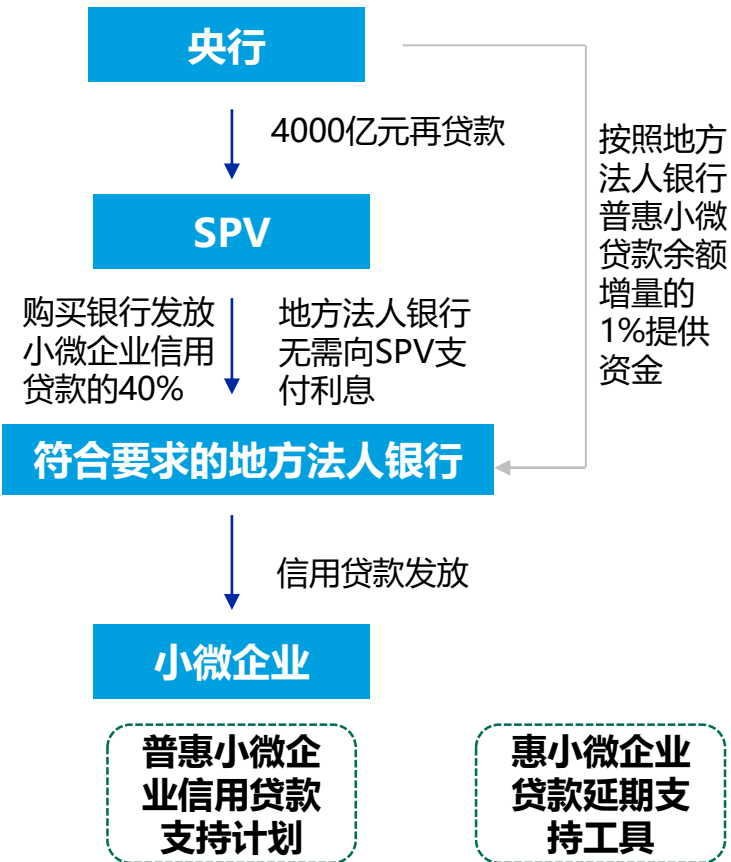 央行
4000亿元再贷款
按照地方
法人银行
普惠小微
贷款余额
增量的
1%提供
资金
SPV
购买银行发放
小微企业信用
贷款的40%
地方法人银行
无需向SPV支
付利息
符合要求的地方法人银行
信用贷款发放
小微企业
普惠小微企
业信用贷款
支持计划
惠小微企业
贷款延期支
持工具